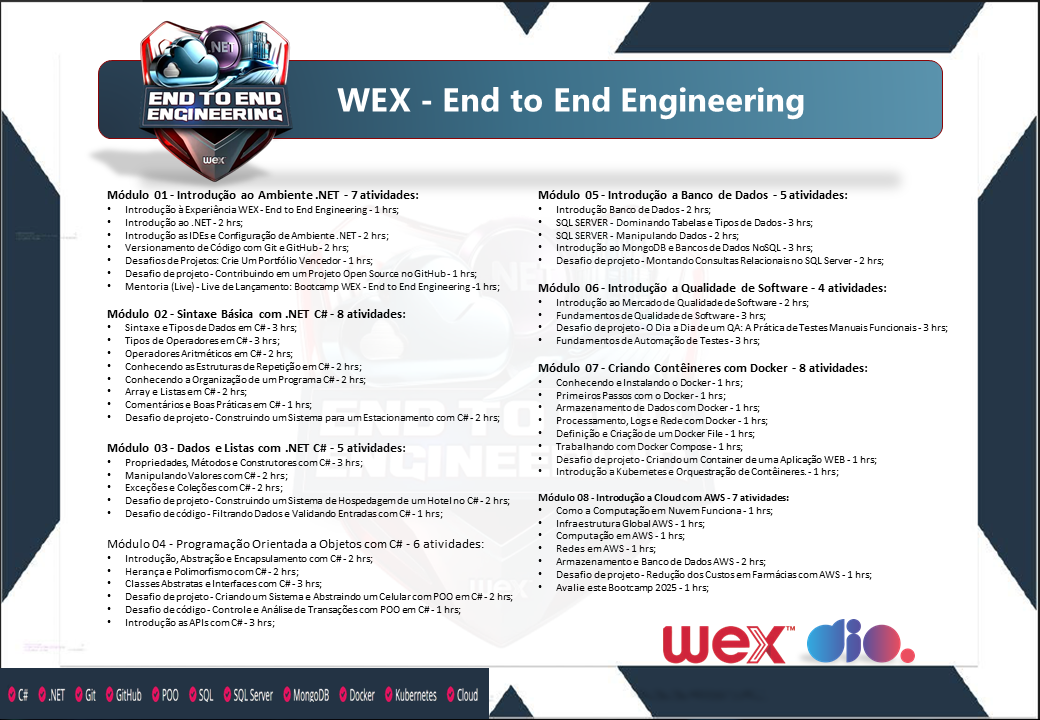 .NET
END TO END
ENGINEERING
wex
WEX - End to End Engineering
Módulo 01 - Introdução ao Ambiente .NET - 7 atividades:
• Introdução à Experiência WEX - End to End Engineering - 1 hrs;
• Introdução ao .NET - 2 hrs;
• Introdução as IDEs e Configuração de Ambiente .NET - 2 hrs;
• Versionamento de Código com Git e GitHub - 2 hrs;
• Desafios de Projetos: Crie Um Portfólio Vencedor - 1 hrs;
• Desafio de projeto - Contribuindo em um Projeto Open Source no GitHub - 1 hrs;
• Mentoria (Live) - Live de Lançamento: Bootcamp WEX - End to End Engineering -1 hrs;
Módulo 02 - Sintaxe Básica com .NET C# - 8 atividades:
• Sintaxe e Tipos de Dados em C# - 3 hrs;
• Tipos de Operadores em C# - 3 hrs;
• Operadores Aritméticos em C# - 2 hrs;
• Conhecendo as Estruturas de Repetição em C# - 2 hrs;
• Conhecendo a Organização de um Programa C# - 2 hrs;
• Array e Listas em C# - 2 hrs;
• Comentários e Boas Práticas em C# - 1 hrs;
• Desafio de projeto - Construindo um Sistema para um Estacionamento com C# - 2 hrs;
Módulo 03 - Dados e Listas com .NET C# - 5 atividades:
• Propriedades, Métodos e Construtores com C# - 3 hrs;
• Manipulando Valores com C# - 2 hrs;
• Exceções e Coleções com C# - 2 hrs;
• Desafio de projeto - Construindo um Sistema de Hospedagem de um Hotel no C# - 2 hrs;
• Desafio de código - Filtrando Dados e Validando Entradas com C# - 1 hrs;
Módulo 04 - Programação Orientada a Objetos com C# - 6 atividades:
• Introdução, Abstração e Encapsulamento com C# - 2 hrs;
• Herança e Polimorfismo com C# - 2 hrs;
• Classes Abstratas e Interfaces com C# - 3 hrs;
• Desafio de projeto - Criando um Sistema e Abstraindo um Celular com POO em C# - 2 hrs;
• Desafio de código - Controle e Análise de Transações com POO em C# - 1 hrs;
• Introdução as APIs com C# - 3 hrs;
Módulo 05 - Introdução a Banco de Dados - 5 atividades:
• Introdução Banco de Dados - 2 hrs;
• SQL SERVER - Dominando Tabelas e Tipos de Dados - 3 hrs;
• SQL SERVER - Manipulando Dados - 2 hrs;
• Introdução ao MongoDB e Bancos de Dados NoSQL - 3 hrs;
• Desafio de projeto - Montando Consultas Relacionais no SQL Server - 2 hrs;
Módulo 06 - Introdução a Qualidade de Software - 4 atividades:
• Introdução ao Mercado de Qualidade de Software - 2 hrs;
• Fundamentos de Qualidade de Software - 3 hrs;
• Desafio de projeto - O Dia a Dia de um QA: A Prática de Testes Manuais Funcionais - 3 hrs;
• Fundamentos de Automação de Testes - 3 hrs;
Módulo 07 - Criando Contêineres com Docker - 8 atividades:
• Conhecendo e Instalando o Docker - 1 hrs;
• Primeiros Passos com o Docker - 1 hrs;
• Armazenamento de Dados com Docker - 1 hrs;
• Processamento, Logs e Rede com Docker - 1 hrs;
• Definição e Criação de um Docker File - 1 hrs;
• Trabalhando com Docker Compose - 1 hrs;
• Desafio de projeto - Criando um Container de uma Aplicação WEB - 1 hrs;
• Introdução a Kubernetes e Orquestração de Contêineres. - 1 hrs;
Módulo 08 - Introdução a Cloud com AWS - 7 atividades:
• Como a Computação em Nuvem Funciona - 1 hrs;
• Infraestrutura Global AWS - 1 hrs;
• Computação em AWS - 1 hrs;
• Redes em AWS - 1 hrs;
• Armazenamento e Banco de Dados AWS - 2 hrs;
• Desafio de projeto - Redução dos Custos em Farmácias com AWS - 1 hrs;
• Avalie este Bootcamp 2025 - 1 hrs;
wex™ dio.
C# .NET Git GitHub POO SQL SQL Server MongoDB Docker Kubernetes Cloud